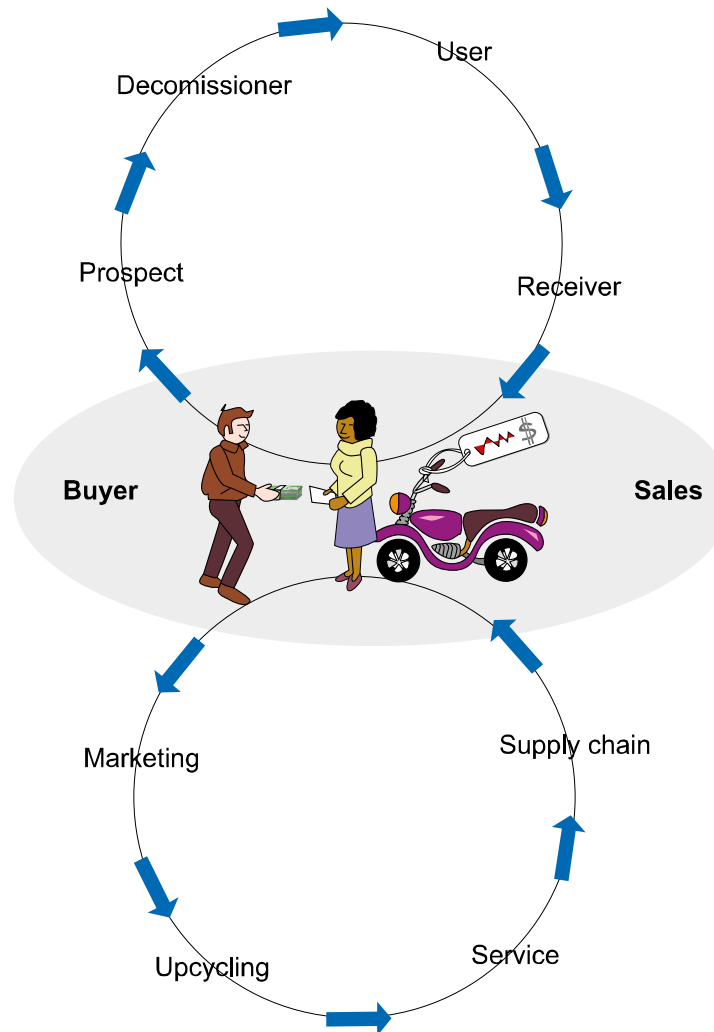 User
Decomissioner
Prospect
Receiver
$
Buyer
Sales
Marketing
Supply chain
Upcycling
Service